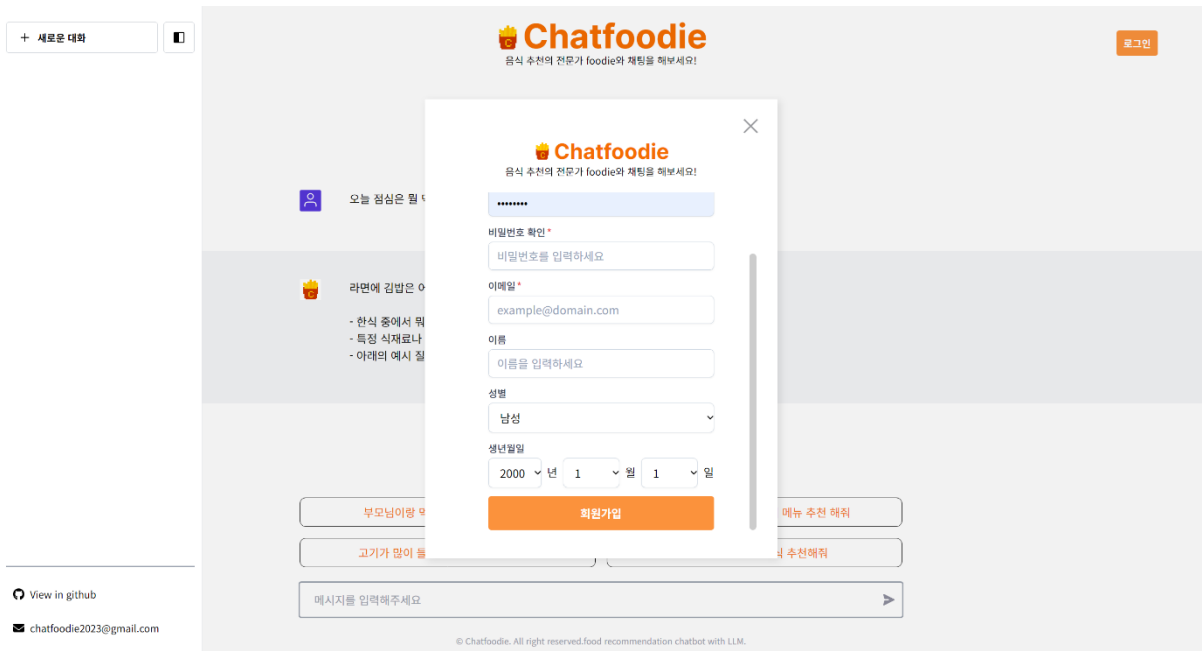 새로운 대화
Chatfoodie
음식 추천의 전문가 foodie와 채팅을 해보세요!
로그인
Chatfoodie
음식 추천의 전문가 foodie와 채팅을 해보세요!
••••••••
비밀번호 확인 *
비밀번호를 입력하세요
이메일 *
example@domain.com
이름
이름을 입력하세요
성별
남성
생년월일
2000 년 1 월 1 일
회원가입
오늘 점심은 뭘
라면에 김밥은
- 한식 중에서 뭐
- 특정 식재료나
- 아래의 예시 질
부모님이랑
메뉴 추천 해줘
고기가 많이
추천해줘
메시지를 입력해주세요
View in github
chatfoodie2023@gmail.com
© Chatfoodie. All right reserved.food recommendation chatbot with LLM.